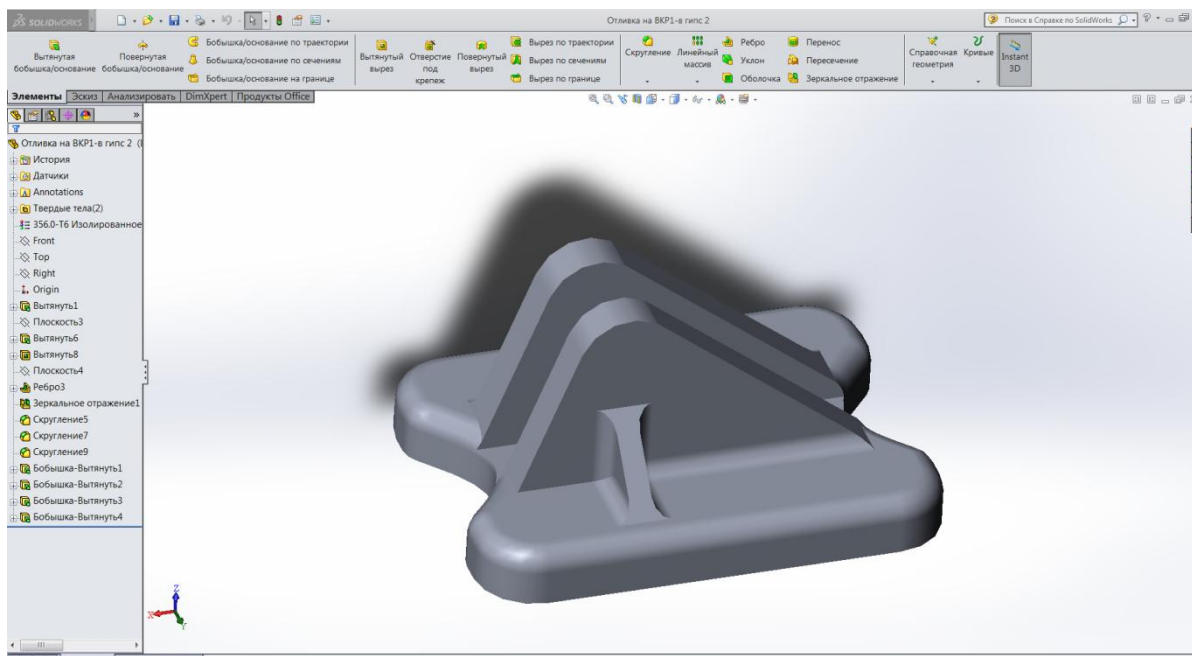 SOLIDWORKS
Отливка на ВКР1-в гипс 2
Поиск в Справке по SolidWorks
Вытянутая бобышка/основание
Повернутая бобышка/основание
Бобышка/основание по траектории
Бобышка/основание по сечениям
Бобышка/основание на границе
Вытянутый вырез
Отверстие под крепеж
Повернутый вырез
Вырез по траектории
Вырез по сечениям
Вырез по границе
Скругление
Линейный массив
Ребро
Уклон
Оболочка
Перенос
Пересечение
Зеркальное отражение
Справочная геометрия
Кривые
Instant 3D
Элементы
Эскиз
Анализировать
DimXpert
Продукты Office
Отливка на ВКР1-в гипс 2 (
История
Датчики
Annotations
Твердые тела(2)
356.0-T6 Изолированное
Front
Top
Right
Origin
Вытянуть1
Плоскость3
Вытянуть6
Вытянуть8
Плоскость4
Ребро3
Зеркальное отражение1
Скругление5
Скругление7
Скругление9
Бобышка-Вытянуть1
Бобышка-Вытянуть2
Бобышка-Вытянуть3
Бобышка-Вытянуть4
Z
X
Y